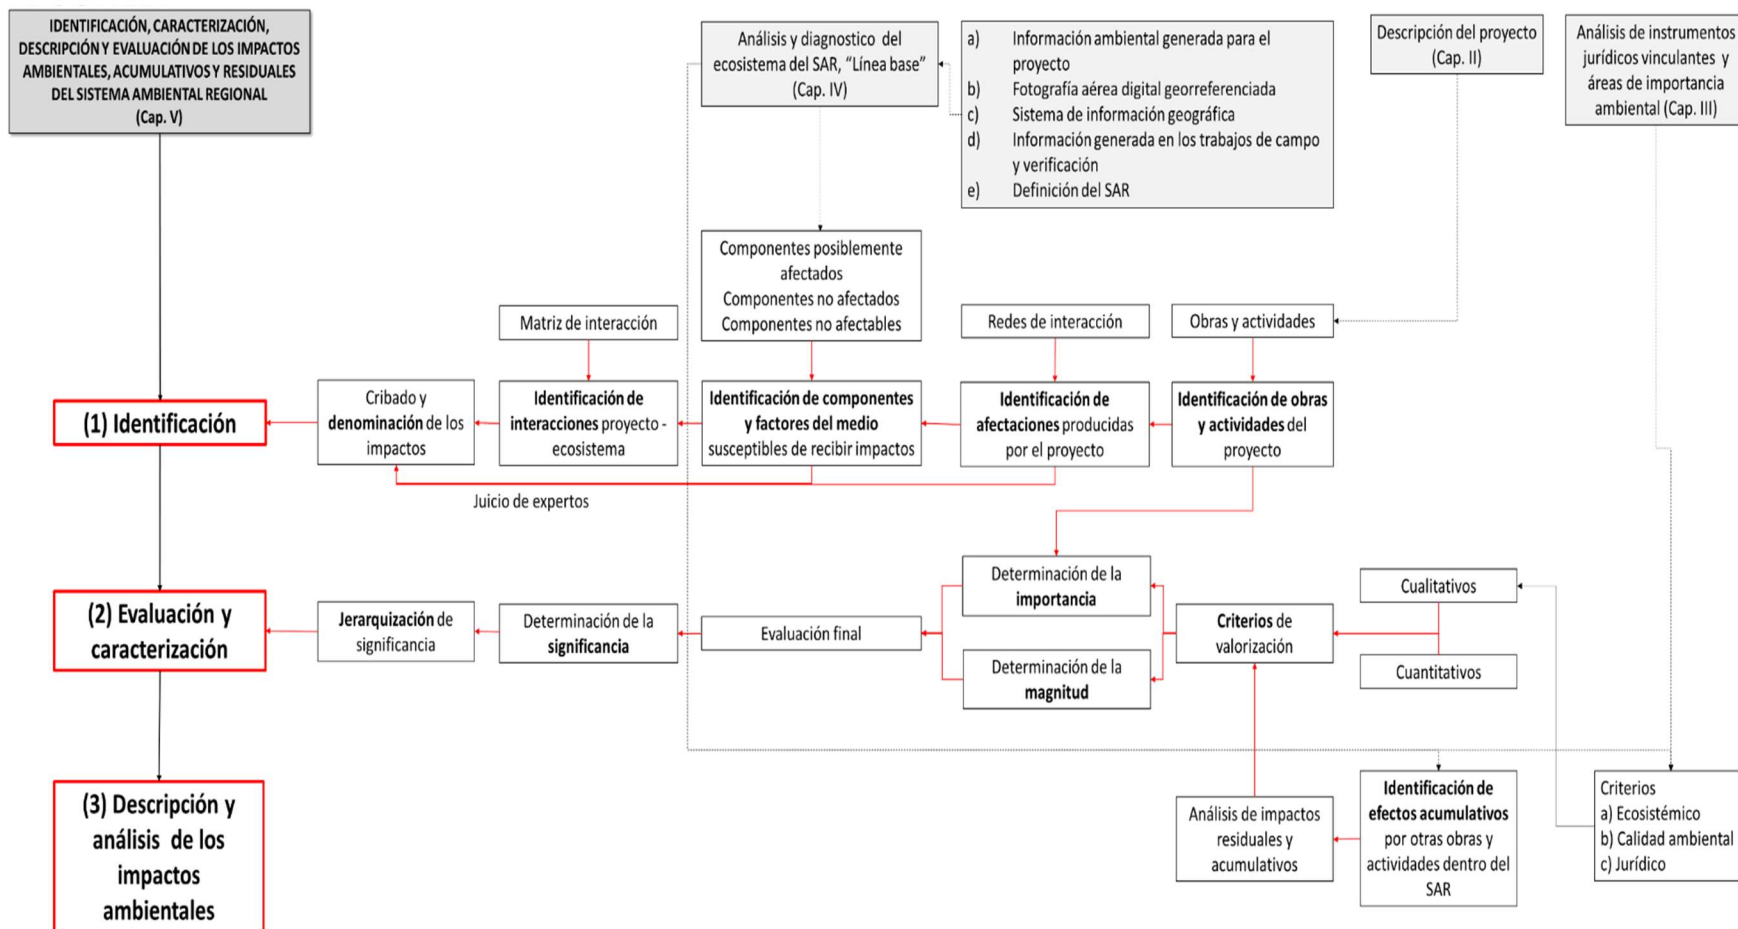 IDENTIFICACIÓN, CARACTERIZACIÓN,
DESCRIPCIÓN Y EVALUACIÓN DE LOS IMPACTOS
AMBIENTALES, ACUMULATIVOS Y RESIDUALES
DEL SISTEMA AMBIENTAL REGIONAL
(Cap. V)
Análisis y diagnostico del
ecosistema del SAR, “Línea base”
(Cap. IV)
a) Información ambiental generada para el
proyecto
b) Fotografía aérea digital georreferenciada
c) Sistema de información geográfica
d) Información generada en los trabajos de campo
y verificación
e) Definición del SAR
Descripción del proyecto
(Cap. II)
Análisis de instrumentos
jurídicos vinculantes y
áreas de importancia
ambiental (Cap. III)
Componentes posiblemente
afectados
Componentes no afectados
Componentes no afectables
Matriz de interacción
Redes de interacción
Obras y actividades
(1) Identificación
Cribado y
denominación de los
impactos
Identificación de
interacciones proyecto -
ecosistema
Identificación de componentes
y factores del medio
susceptibles de recibir impactos
Identificación de
afectaciones producidas
por el proyecto
Identificación de obras
y actividades del
proyecto
Juicio de expertos
(2) Evaluación y
caracterización
Jerarquización de
significancia
Determinación de la
significancia
Evaluación final
Determinación de la
importancia
Determinación de la
magnitud
Criterios de
valorización
Cualitativos
Cuantitativos
(3) Descripción y
análisis de los
impactos
ambientales
Análisis de impactos
residuales y
acumulativos
Identificación de
efectos acumulativos
por otras obras y
actividades dentro del
SAR
Criterios
a) Ecosistémico
b) Calidad ambiental
c) Jurídico